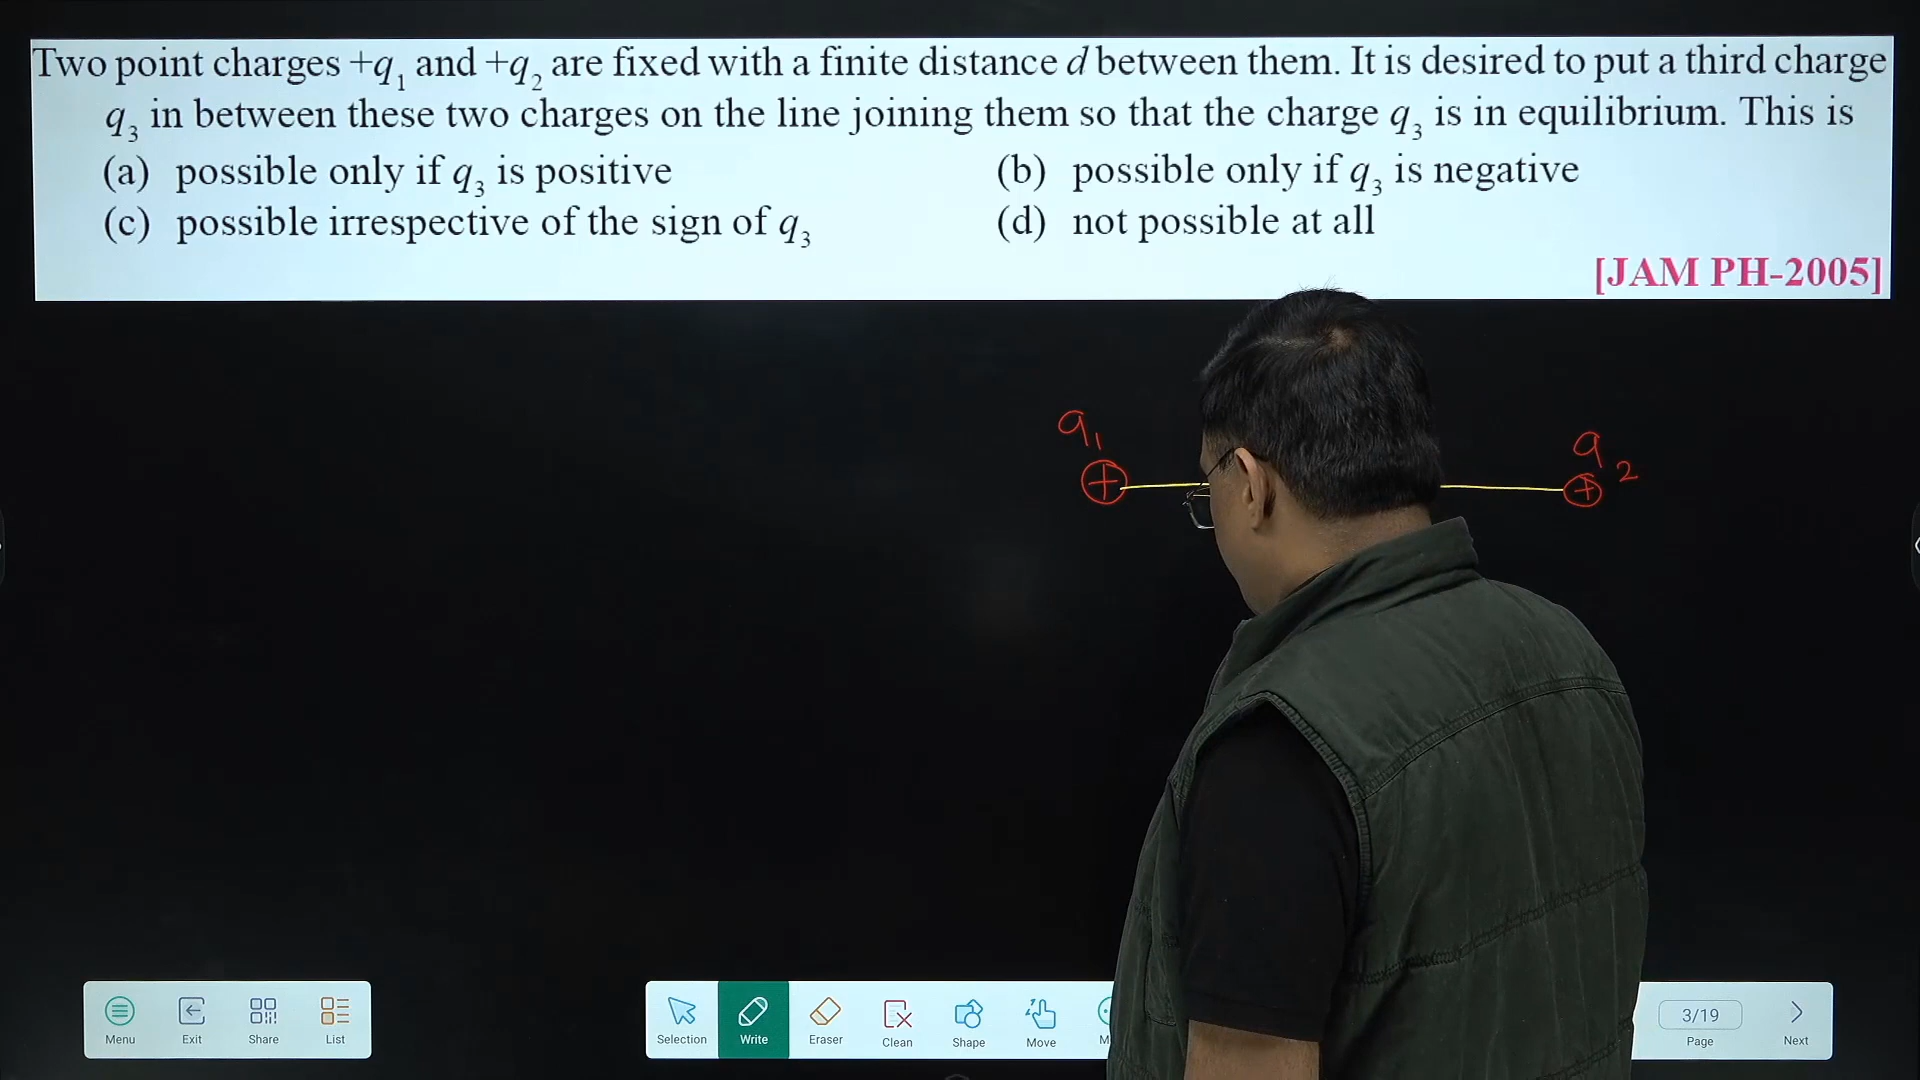 Two point charges +q₁ and +q₂ are fixed with a finite distance d between them. It is desired to put a third charge
q₃ in between these two charges on the line joining them so that the charge q₃ is in equilibrium. This is
(a) possible only if q₃ is positive (b) possible only if q₃ is negative
(c) possible irrespective of the sign of q₃ (d) not possible at all
[JAM PH-2005]
q₁ q₂
+ +
Menu Exit Share List Selection Write Eraser Clean Shape Move 3/19 Page Next